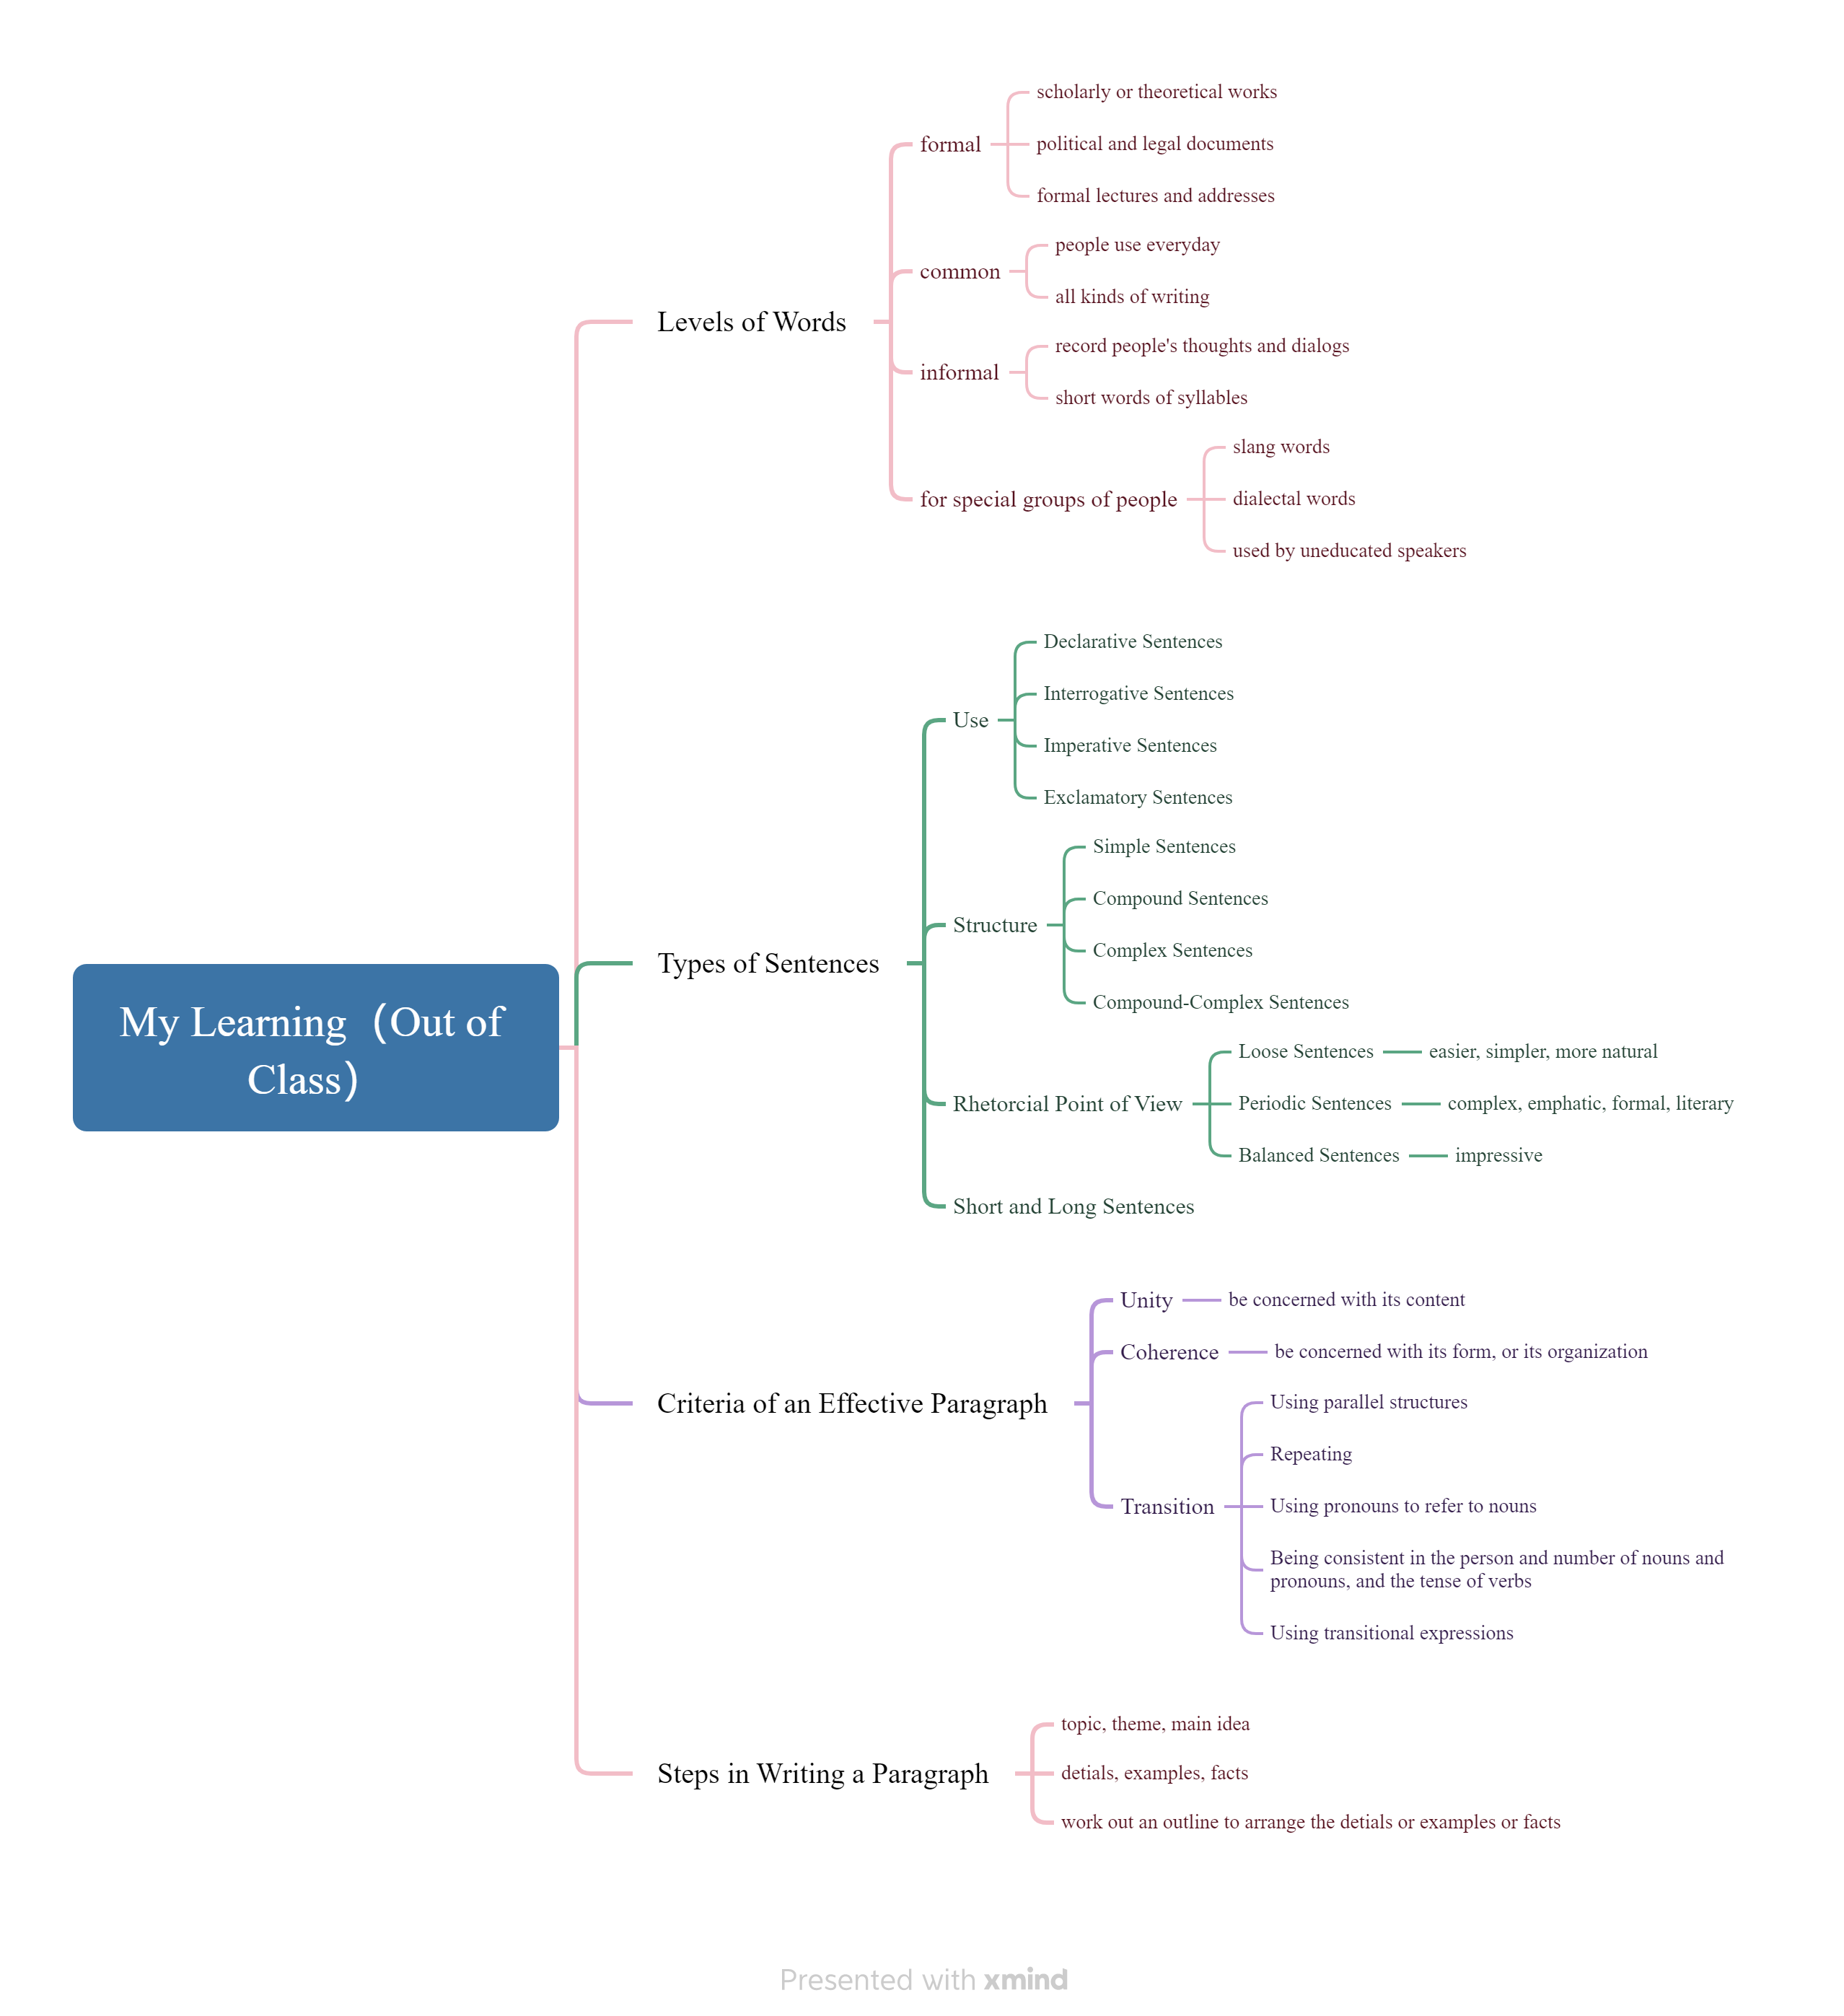 My Learning（Out of
Class）
Levels of Words
formal
scholarly or theoretical works
political and legal documents
formal lectures and addresses
common
people use everyday
all kinds of writing
informal
record people's thoughts and dialogs
short words of syllables
for special groups of people
slang words
dialectal words
used by uneducated speakers
Types of Sentences
Use
Declarative Sentences
Interrogative Sentences
Imperative Sentences
Exclamatory Sentences
Structure
Simple Sentences
Compound Sentences
Complex Sentences
Compound-Complex Sentences
Rhetorcial Point of View
Loose Sentences
easier, simpler, more natural
Periodic Sentences
complex, emphatic, formal, literary
Balanced Sentences
impressive
Short and Long Sentences
Criteria of an Effective Paragraph
Unity
be concerned with its content
Coherence
be concerned with its form, or its organization
Transition
Using parallel structures
Repeating
Using pronouns to refer to nouns
Being consistent in the person and number of nouns and
pronouns, and the tense of verbs
Using transitional expressions
Steps in Writing a Paragraph
topic, theme, main idea
detials, examples, facts
work out an outline to arrange the detials or examples or facts
Presented with xmind